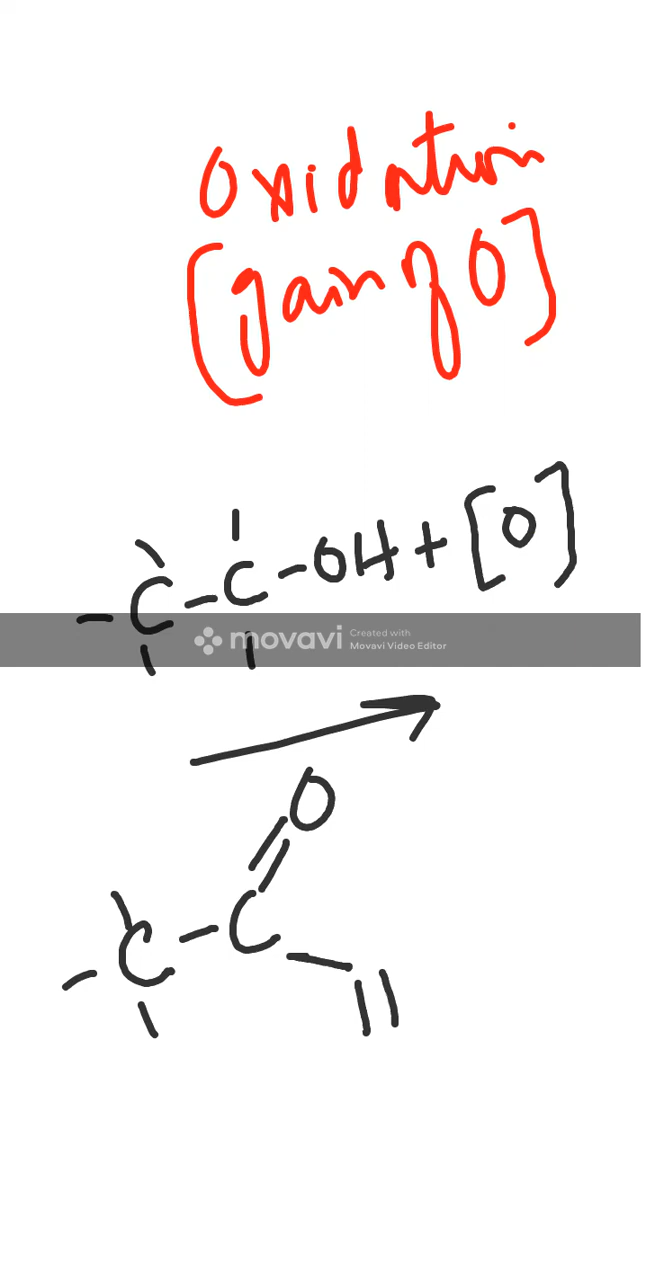 Oxidation
[gain of O]
C-C-OH+[O]
movavi
Created with
Movavi Video Editor
O
C-C